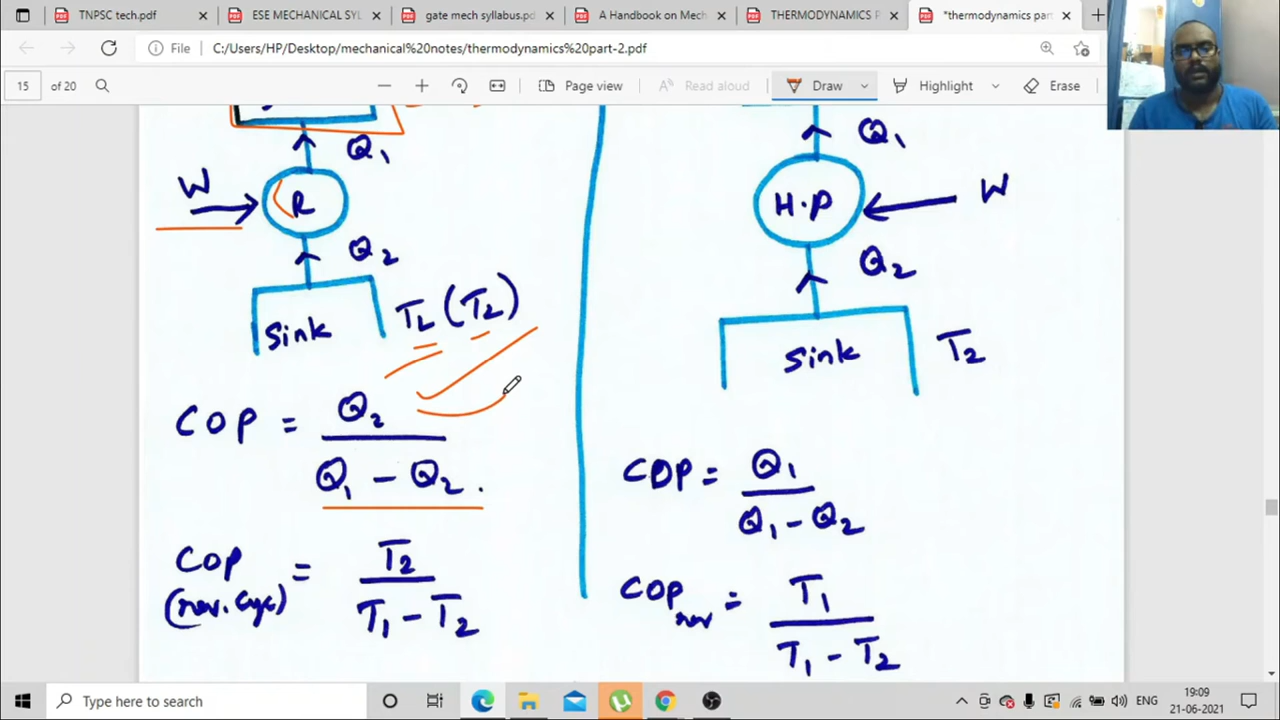 TNPSC tech.pdf
ESE MECHANICAL SYL
gate mech syllabus.pd
A Handbook on Mech
THERMODYNAMICS P
*thermodynamics par
File
C:/Users/HP/Desktop/mechanical%20notes/thermodynamics%20part-2.pdf
15 of 20
Page view
Read aloud
Draw
Highlight
Erase
Q1
W
R
Q2
Sink
TL (T2)
COP = Q2 / Q1 - Q2 .
COP (rev. cyc) = T2 / T1 - T2
Q1
H.P
W
Q2
Sink
T2
COP = Q1 / Q1 - Q2
COP rev = T1 / T1 - T2
Type here to search
ENG
19:09
21-06-2021